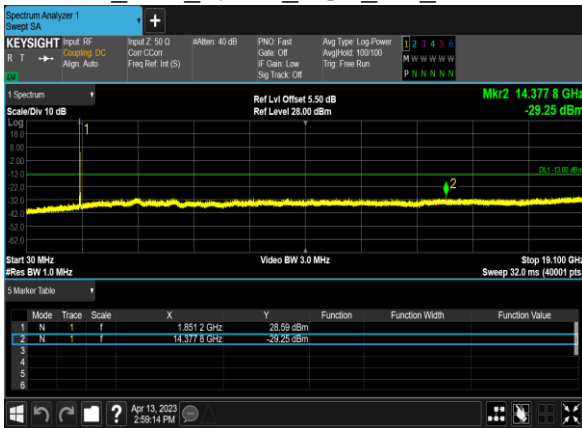 Spectrum Analyzer 1
Swept SA
KEYSIGHT Input: RF Input Z: 50 Ω #Atten: 40 dB PNO: Fast Avg Type: Log-Power 1 2 3 4 5 6
R T Coupling: DC Corr CCorr Gate: Off Avg|Hold: 100/100 M W W W W W
Align: Auto Freq Ref: Int (S) IF Gain: Low Trig: Free Run
Sig Track: Off P N N N N N
LV
1 Spectrum Ref Lvl Offset 5.50 dB Mkr2 14.377 8 GHz
Scale/Div 10 dB Ref Level 28.00 dBm -29.25 dBm
Log
18.0
8.00
-2.00
-12.0
-22.0
-32.0
-42.0
-52.0
-62.0
1
DL1 -13.00 dBm
2
Start 30 MHz Video BW 3.0 MHz Stop 19.100 GHz
#Res BW 1.0 MHz Sweep 32.0 ms (40001 pts)
5 Marker Table
Mode Trace Scale X Y Function Function Width Function Value
1 N 1 f 1.851 2 GHz 28.59 dBm
2 N 1 f 14.377 8 GHz -29.25 dBm
3
4
5
6
? Apr 13, 2023
2:59:14 PM